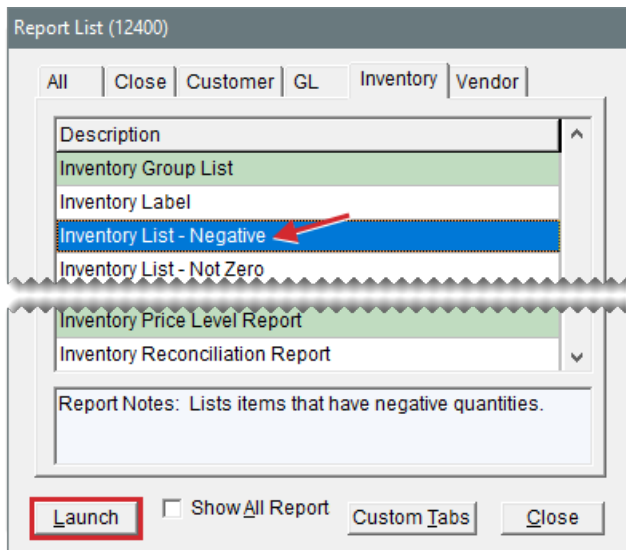 Report List (12400)
All Close Customer GL Inventory Vendor
Description
Inventory Group List
Inventory Label
Inventory List - Negative
Inventory List - Not Zero
Inventory Price Level Report
Inventory Reconciliation Report
Report Notes: Lists items that have negative quantities.
Launch Show All Report Custom Tabs Close